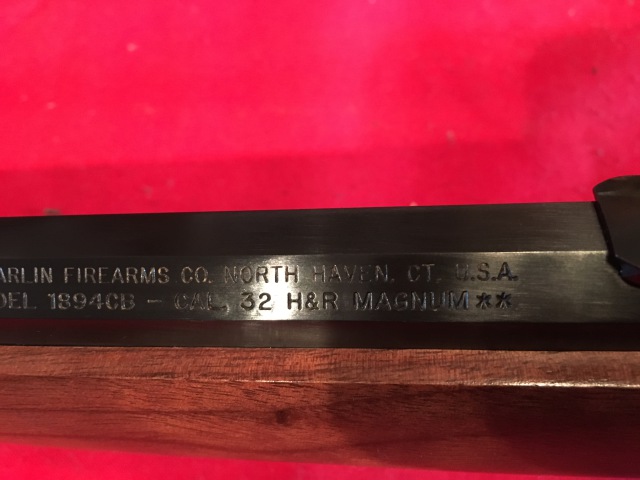 ARLIN FIREARMS CO. NORTH HAVEN, CT. U.S.A.
DEL 1894CB - CAL. 32 H&R MAGNUM **